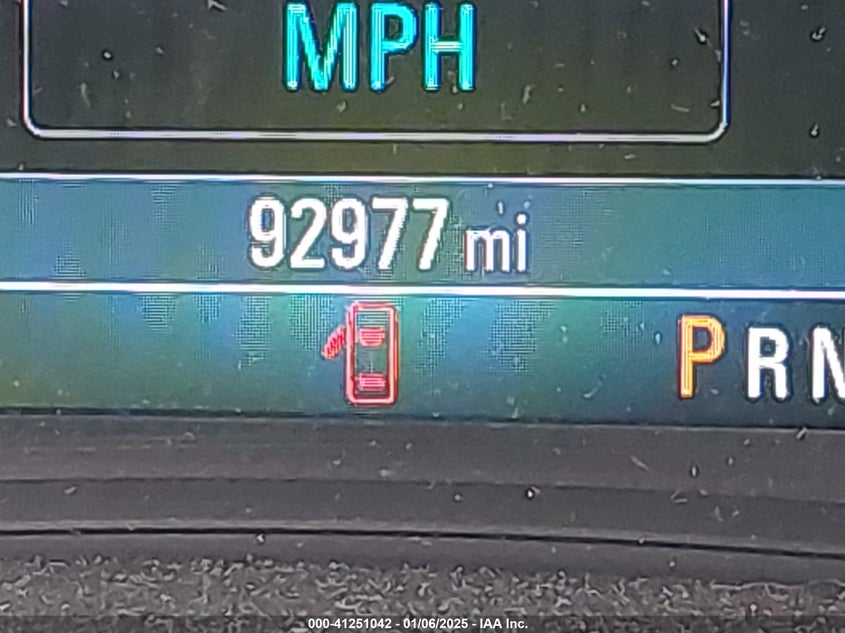 MPH
92977 mi
P R N
000-41251042 - 01/06/2025 - IAA Inc.